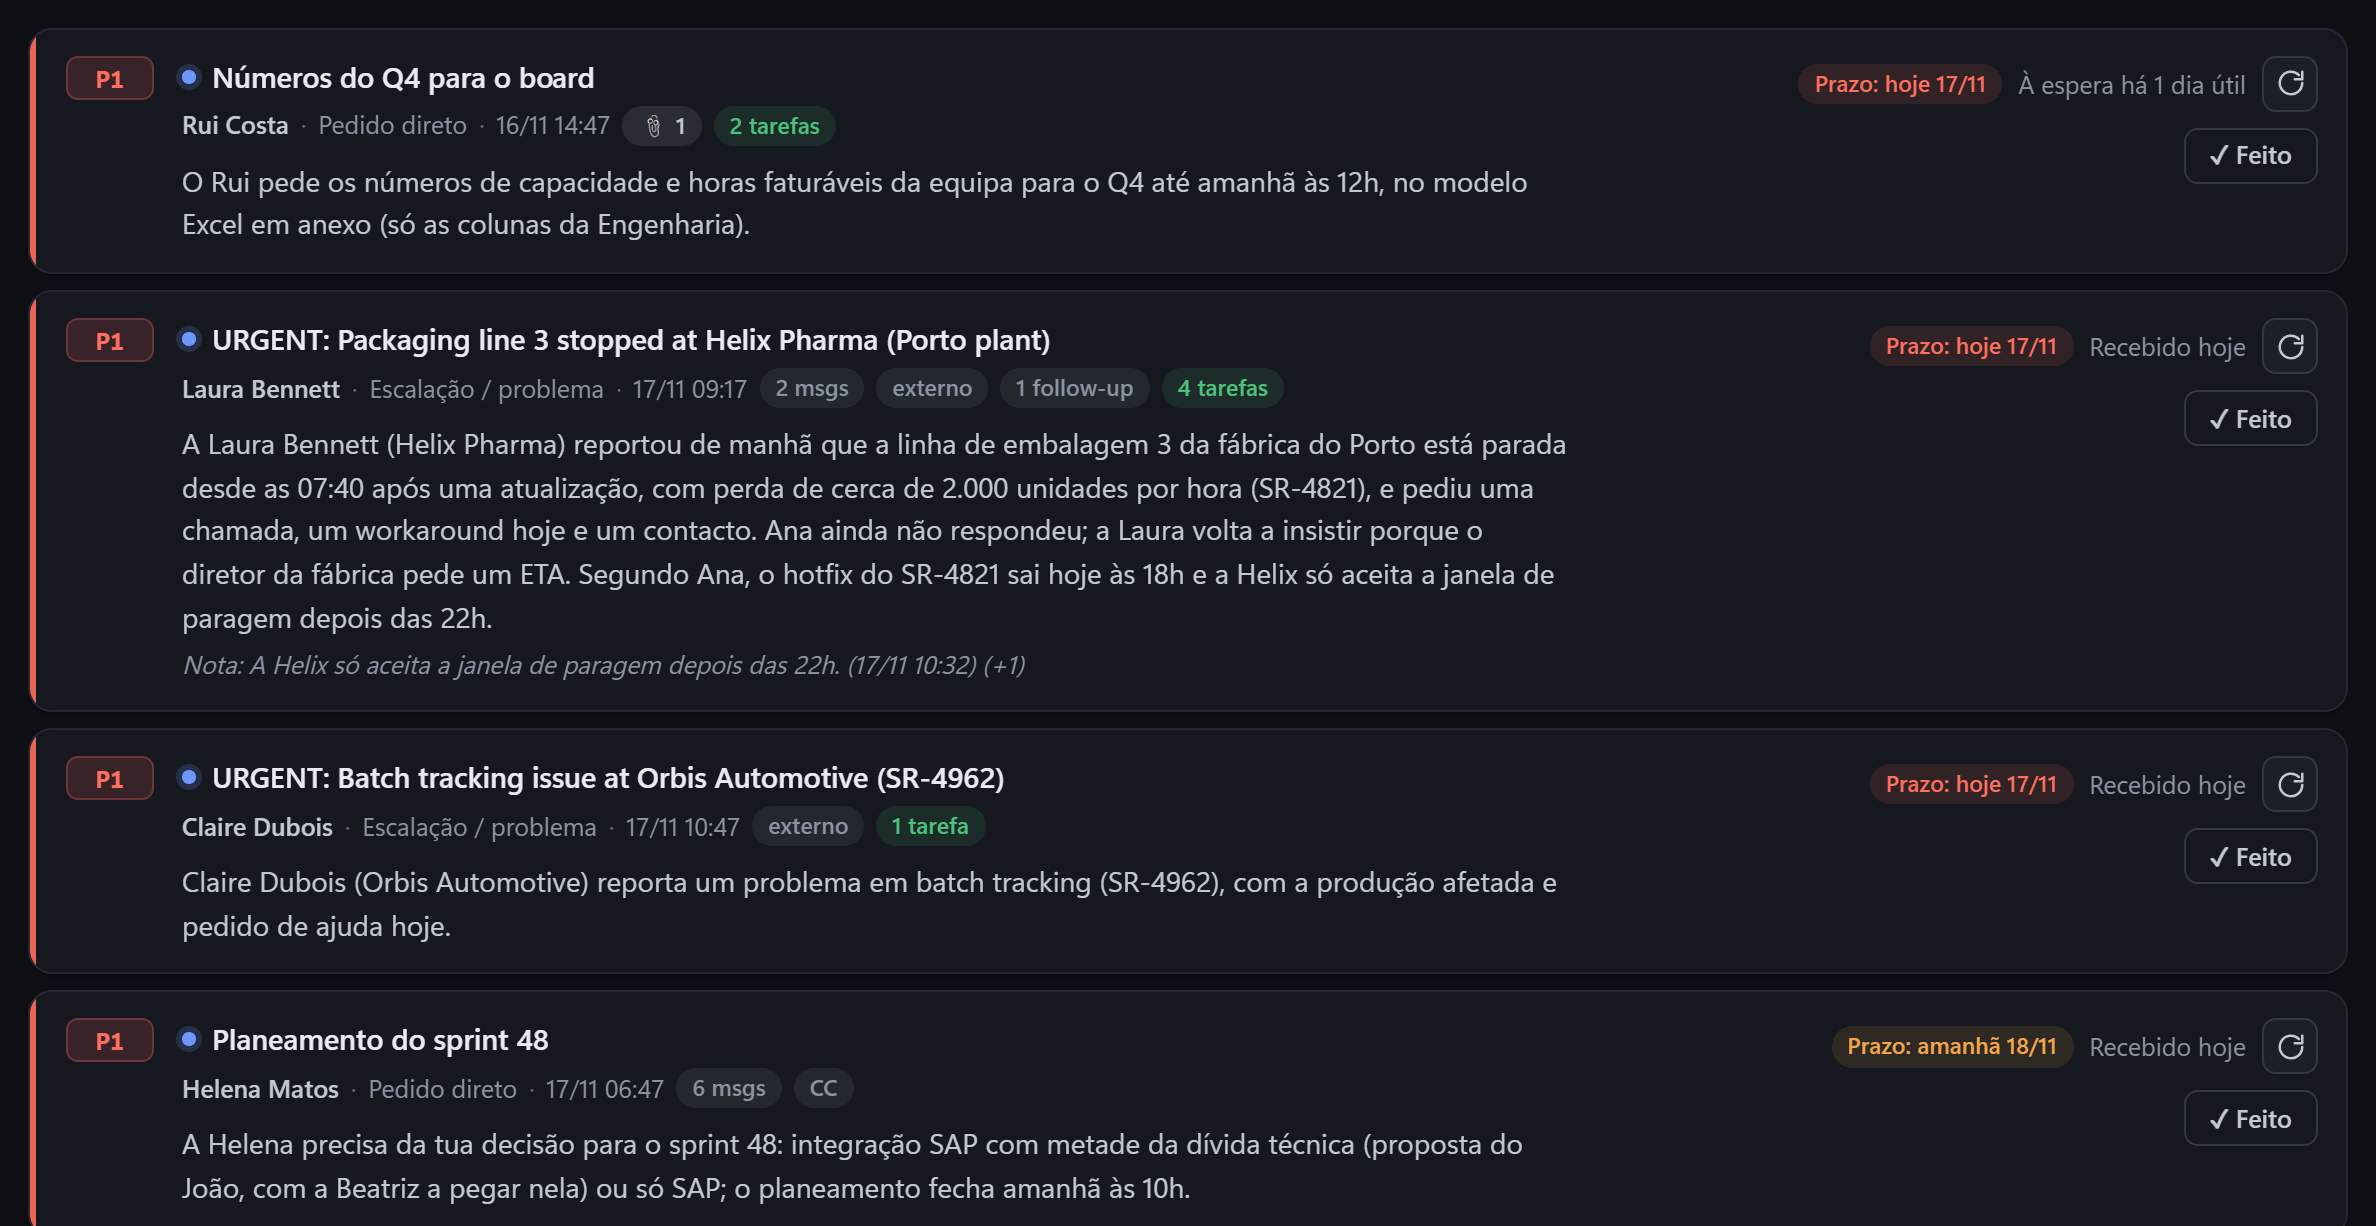 P1 Números do Q4 para o board Prazo: hoje 17/11 À espera há 1 dia útil
Rui Costa · Pedido direto · 16/11 14:47 1 2 tarefas
✓ Feito
O Rui pede os números de capacidade e horas faturáveis da equipa para o Q4 até amanhã às 12h, no modelo
Excel em anexo (só as colunas da Engenharia).
P1 URGENT: Packaging line 3 stopped at Helix Pharma (Porto plant) Prazo: hoje 17/11 Recebido hoje
Laura Bennett · Escalação / problema · 17/11 09:17 2 msgs externo 1 follow-up 4 tarefas
✓ Feito
A Laura Bennett (Helix Pharma) reportou de manhã que a linha de embalagem 3 da fábrica do Porto está parada
desde as 07:40 após uma atualização, com perda de cerca de 2.000 unidades por hora (SR-4821), e pediu uma
chamada, um workaround hoje e um contacto. Ana ainda não respondeu; a Laura volta a insistir porque o
diretor da fábrica pede um ETA. Segundo Ana, o hotfix do SR-4821 sai hoje às 18h e a Helix só aceita a janela de
paragem depois das 22h.
Nota: A Helix só aceita a janela de paragem depois das 22h. (17/11 10:32) (+1)
P1 URGENT: Batch tracking issue at Orbis Automotive (SR-4962) Prazo: hoje 17/11 Recebido hoje
Claire Dubois · Escalação / problema · 17/11 10:47 externo 1 tarefa
✓ Feito
Claire Dubois (Orbis Automotive) reporta um problema em batch tracking (SR-4962), com a produção afetada e
pedido de ajuda hoje.
P1 Planeamento do sprint 48 Prazo: amanhã 18/11 Recebido hoje
Helena Matos · Pedido direto · 17/11 06:47 6 msgs CC
✓ Feito
A Helena precisa da tua decisão para o sprint 48: integração SAP com metade da dívida técnica (proposta do
João, com a Beatriz a pegar nela) ou só SAP; o planeamento fecha amanhã às 10h.